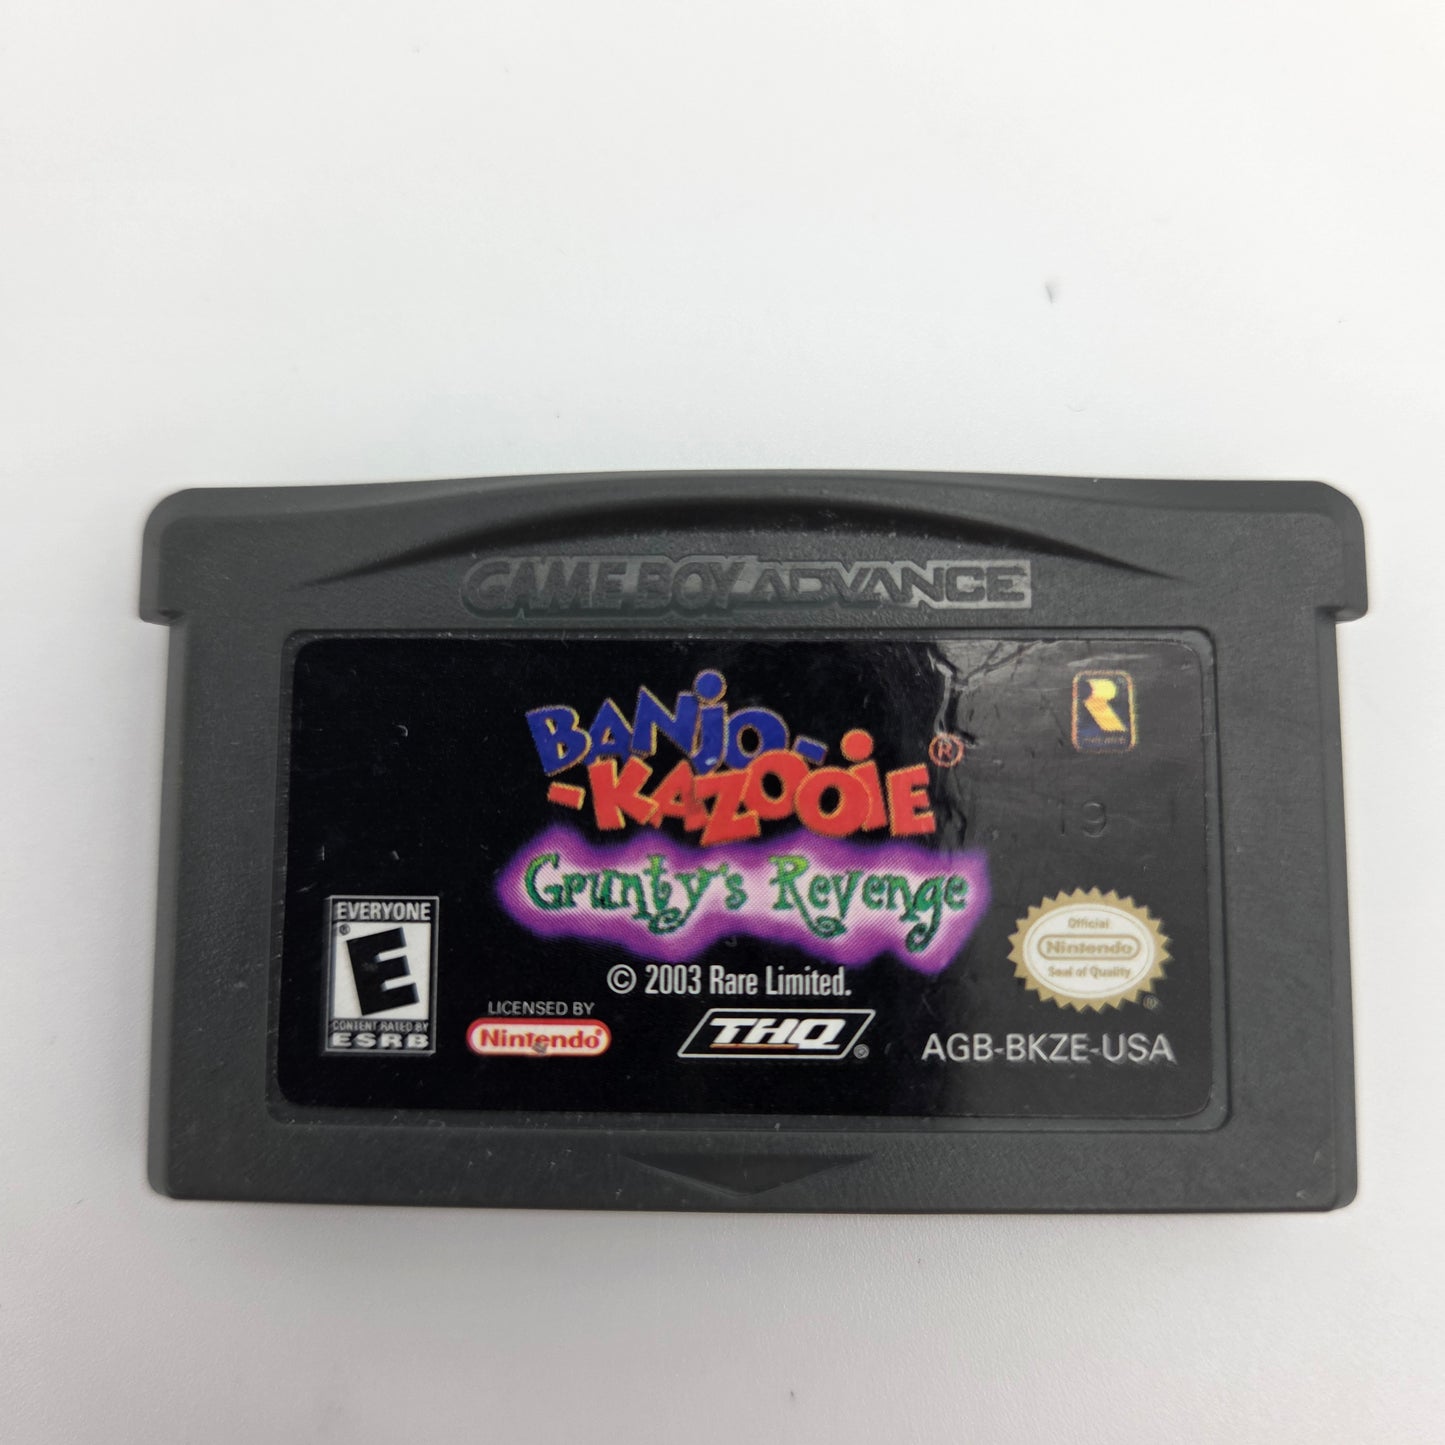 GAME BOY ADVANCE
BANJO-
-KAZOOIE®
Grunty's Revenge
19
EVERYONE
E®
CONTENT RATED BY
ESRB
© 2003 Rare Limited.
LICENSED BY
Nintendo®
THQ®
Official
Nintendo
Seal of Quality
®
AGB-BKZE-USA